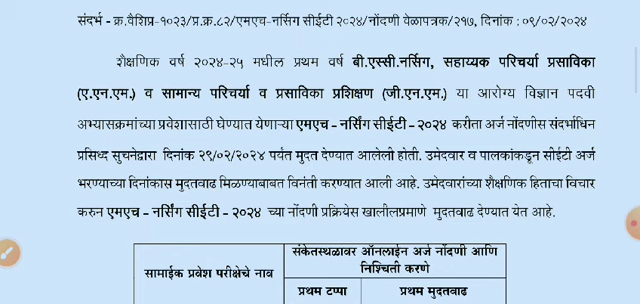 संदर्भ - क्र.वैशिप्र-१०२३/प्र.क्र.८२/एमएच-नर्सिंग सीईटी २०२४/नोंदणी वेळापत्रक/२१७, दिनांक : ०९/०२/२०२४
शैक्षणिक वर्ष २०२४-२५ मधील प्रथम वर्ष बी.एस्सी.नर्सिंग, सहाय्यक परिचर्या प्रसाविका
(ए.एन.एम.) व सामान्य परिचर्या व प्रसाविका प्रशिक्षण (जी.एन.एम.) या आरोग्य विज्ञान पदवी
अभ्यासक्रमांच्या प्रवेशासाठी घेण्यात येणाऱ्या एमएच – नर्सिंग सीईटी – २०२४ करीता अर्ज नोंदणीस संदर्भाधिन
प्रसिध्द सुचनेद्वारा दिनांक २९/०२/२०२४ पर्यंत मुदत देण्यात आलेली होती. उमेदवार व पालकांकडून सीईटी अर्ज
भरण्याच्या दिनांकास मुदतवाढ मिळण्याबाबत विनंती करण्यात आली आहे. उमेदवारांच्या शैक्षणिक हिताचा विचार
करुन एमएच – नर्सिंग सीईटी – २०२४ च्या नोंदणी प्रक्रियेस खालीलप्रमाणे मुदतवाढ देण्यात येत आहे.
सामाईक प्रवेश परीक्षेचे नाव
संकेतस्थळावर ऑनलाईन अर्ज नोंदणी आणि
निश्चिती करणे
प्रथम टप्पा
प्रथम मुदतवाढ